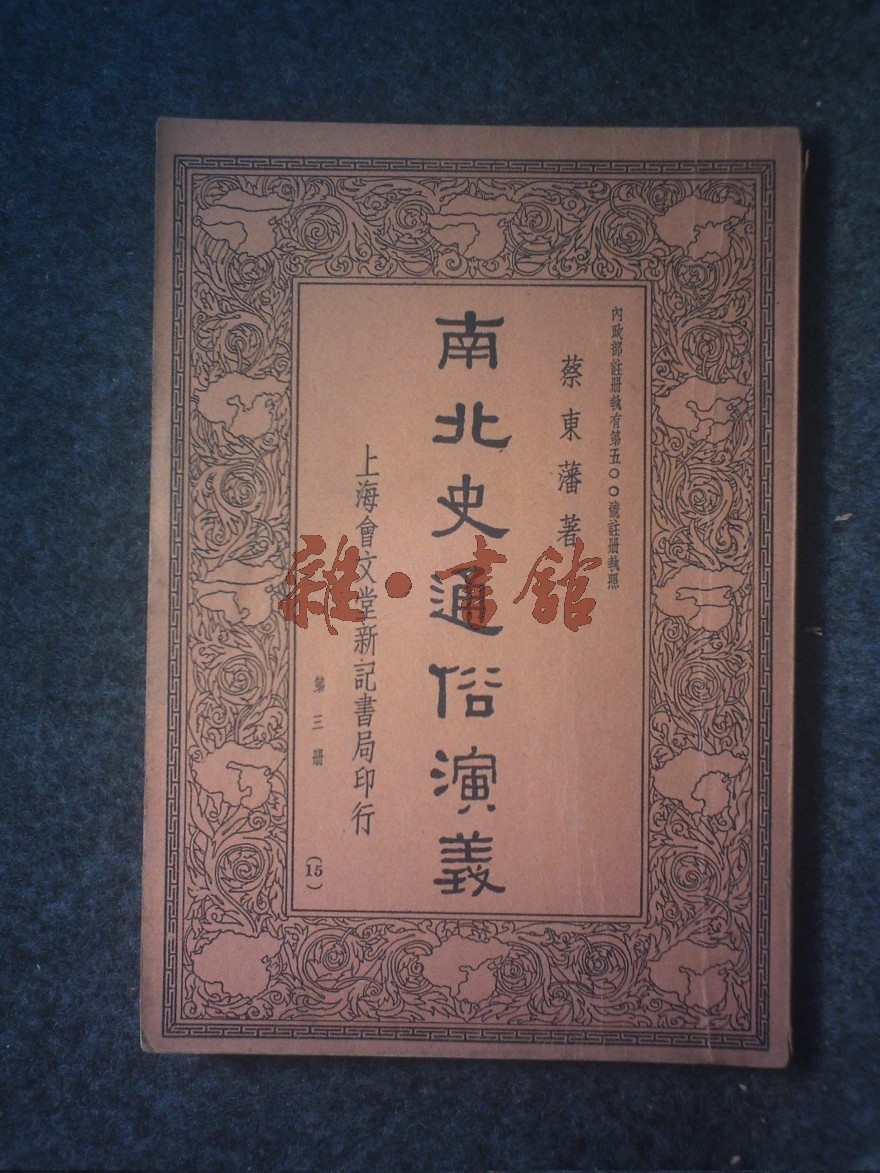 內政部註册執有第五〇〇號註册執照
蔡東藩著
南北史通俗演義
上海會文堂新記書局印行
第三册
(15)
雜·書館